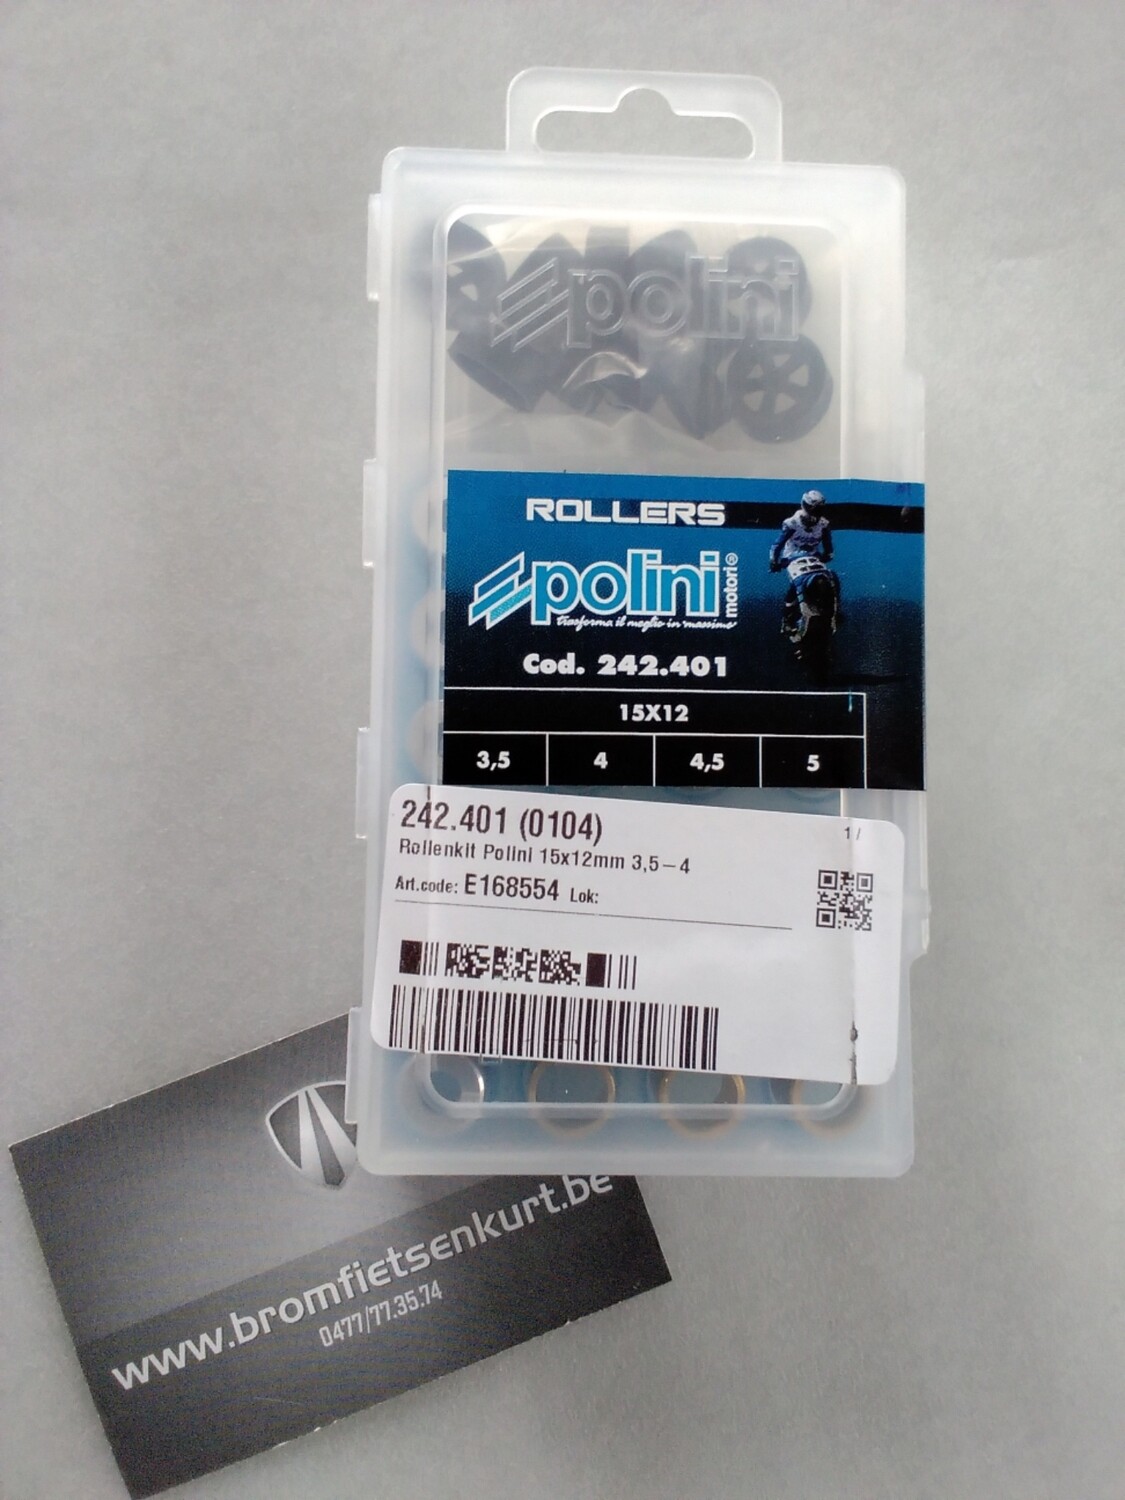 polini
ROLLERS
polini motori®
trasforma il meglio in massimo
Cod. 242.401
15X12
3,5 4 4,5 5
242.401 (0104) 1/
Rollenkit Polini 15x12mm 3,5-4
Art.code: E168554 Lok:
www.bromfietsenkurt.be
0477/77.35.74